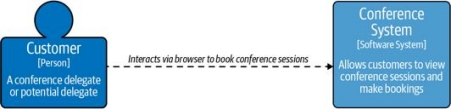 Customer
[Person]
A conference delegate
or potential delegate
Interacts via browser to book conference sessions
Conference
System
[Software System]
Allows customers to view
conference sessions and
make bookings